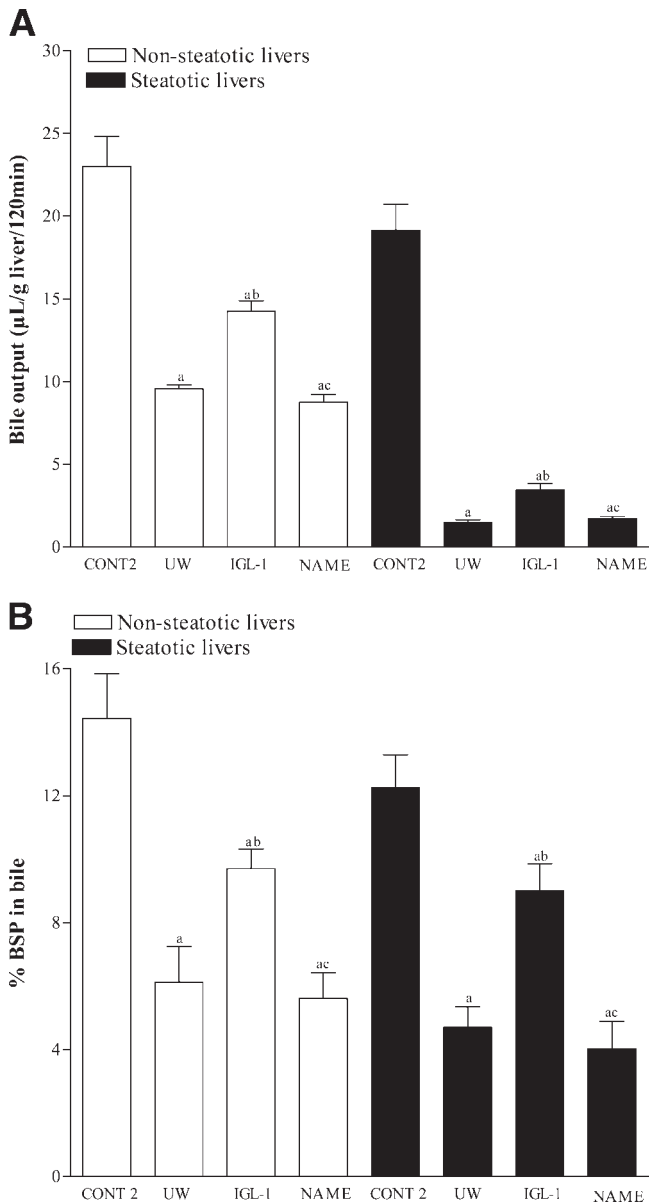 A
Non-steatotic livers
Steatotic livers
Bile output (µL/g liver/120min)
30
25
20
15
10
5
0
a
ab
ac
a
ab
ac
CONT2 UW IGL-1 NAME CONT2 UW IGL-1 NAME
B
Non-steatotic livers
Steatotic livers
% BSP in bile
16
12
8
4
0
a
ab
ac
a
ab
ac
CONT 2 UW IGL-1 NAME CONT 2 UW IGL-1 NAME